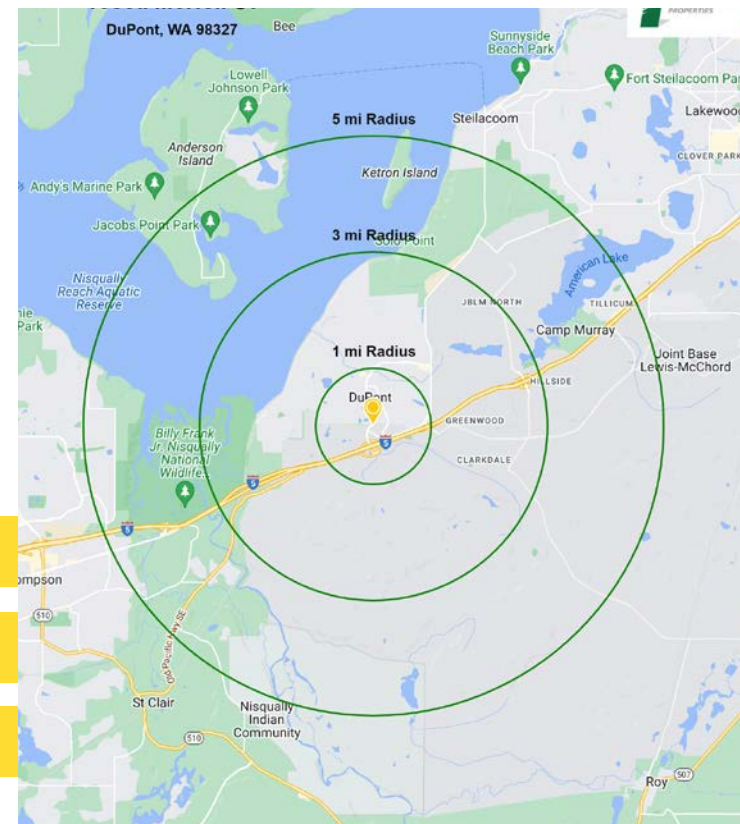 DuPont, WA 98327
PROPERTIES
Bee
Sunnyside
Beach Park
Fort Steilacoom Par
Lowell
Johnson Park
5 mi Radius
Steilacoom
Lakewood
Anderson
Island
CLOVER PARK
Ketron Island
Andy's Marine Park
Jacobs Point Park
3 mi Radius
Solo Point
American Lake
Nisqually
Reach Aquatic
Reserve
JBLM NORTH
TILLICUM
nie
Park
Camp Murray
1 mi Radius
Joint Base
Lewis-McChord
HILLSIDE
DuPont
GREENWOOD
Billy Frank
Jr. Nisqually
National
Wildlife...
5
CLARKDALE
5
5
ompson
510
Old Pacific Hwy SE
St Clair
Nisqually
Indian
Community
510
Roy
507